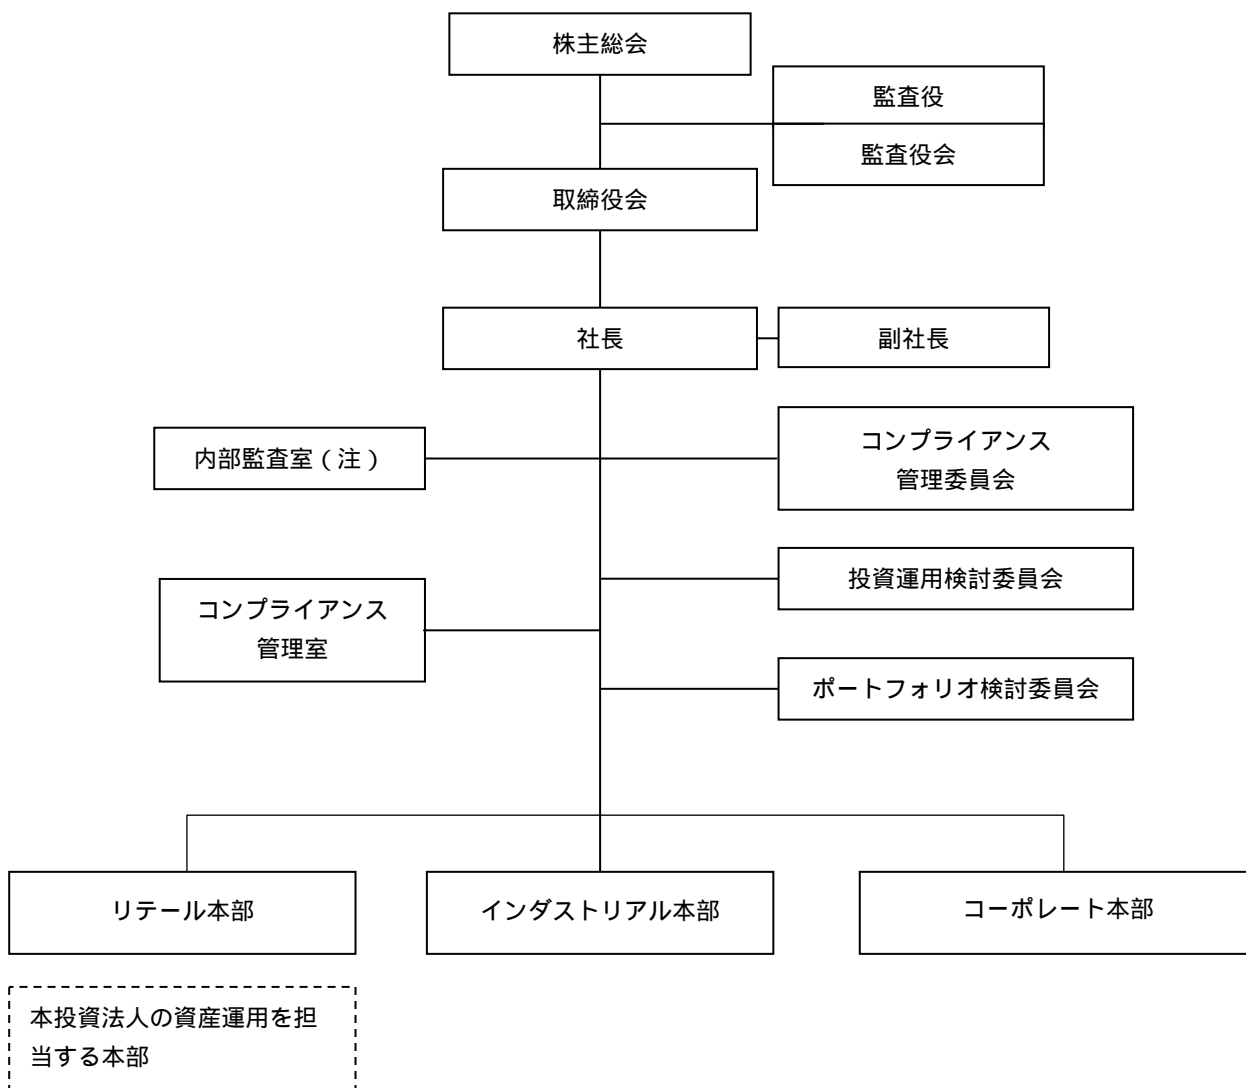 株主総会
監査役
監査役会
取締役会
社長
副社長
コンプライアンス
管理委員会
内部監査室（注）
投資運用検討委員会
コンプライアンス
管理室
ポートフォリオ検討委員会
リテール本部
インダストリアル本部
コーポレート本部
本投資法人の資産運用を担
当する本部